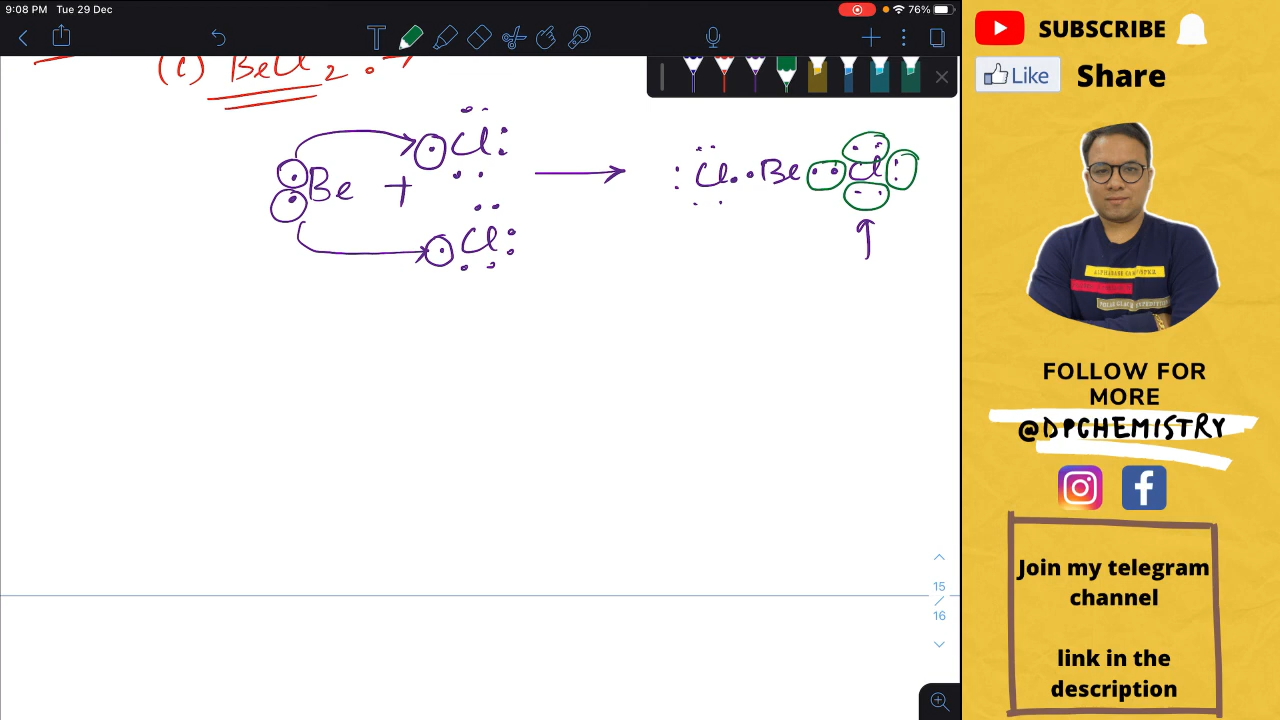 9:08 PM Tue 29 Dec
76%
(i) BeCl2 :
Be + Cl
Cl
Cl Be Cl
15
/
16
SUBSCRIBE
Like Share
FOLLOW FOR
MORE
@DPCHEMISTRY
Join my telegram
channel
link in the
description